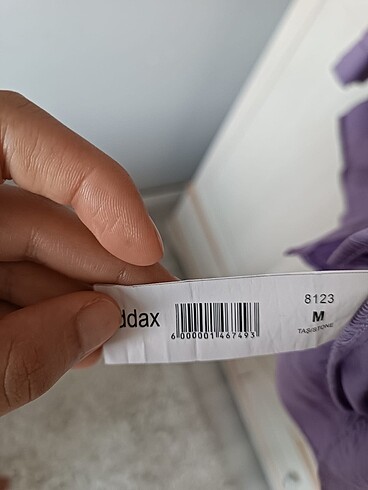 ddax
6 000001 467493
8123
M
TAŞ/STONE